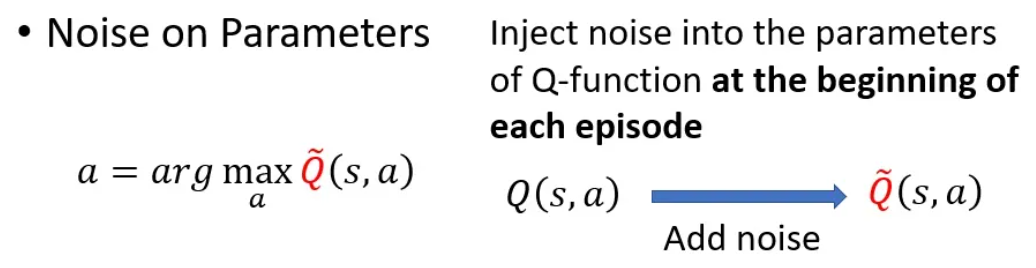 • Noise on Parameters
a = arg max Q̃(s, a)
a
Inject noise into the parameters
of Q-function at the beginning of
each episode
Q(s, a) Q̃(s, a)
Add noise